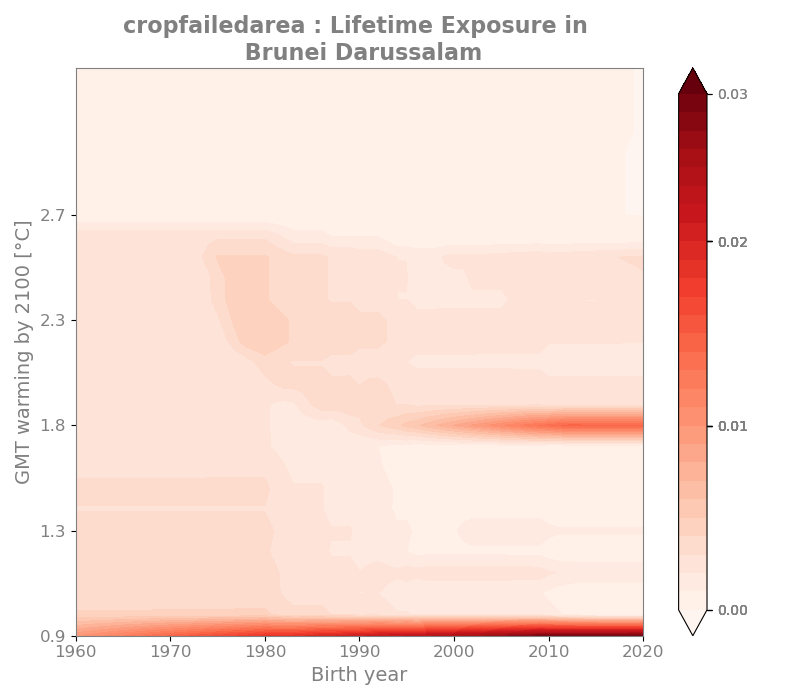 cropfailedarea : Lifetime Exposure in
Brunei Darussalam
GMT warming by 2100 [°C]
2.7
2.3
1.8
1.3
0.9
1960 1970 1980 1990 2000 2010 2020
Birth year
0.03
0.02
0.01
0.00